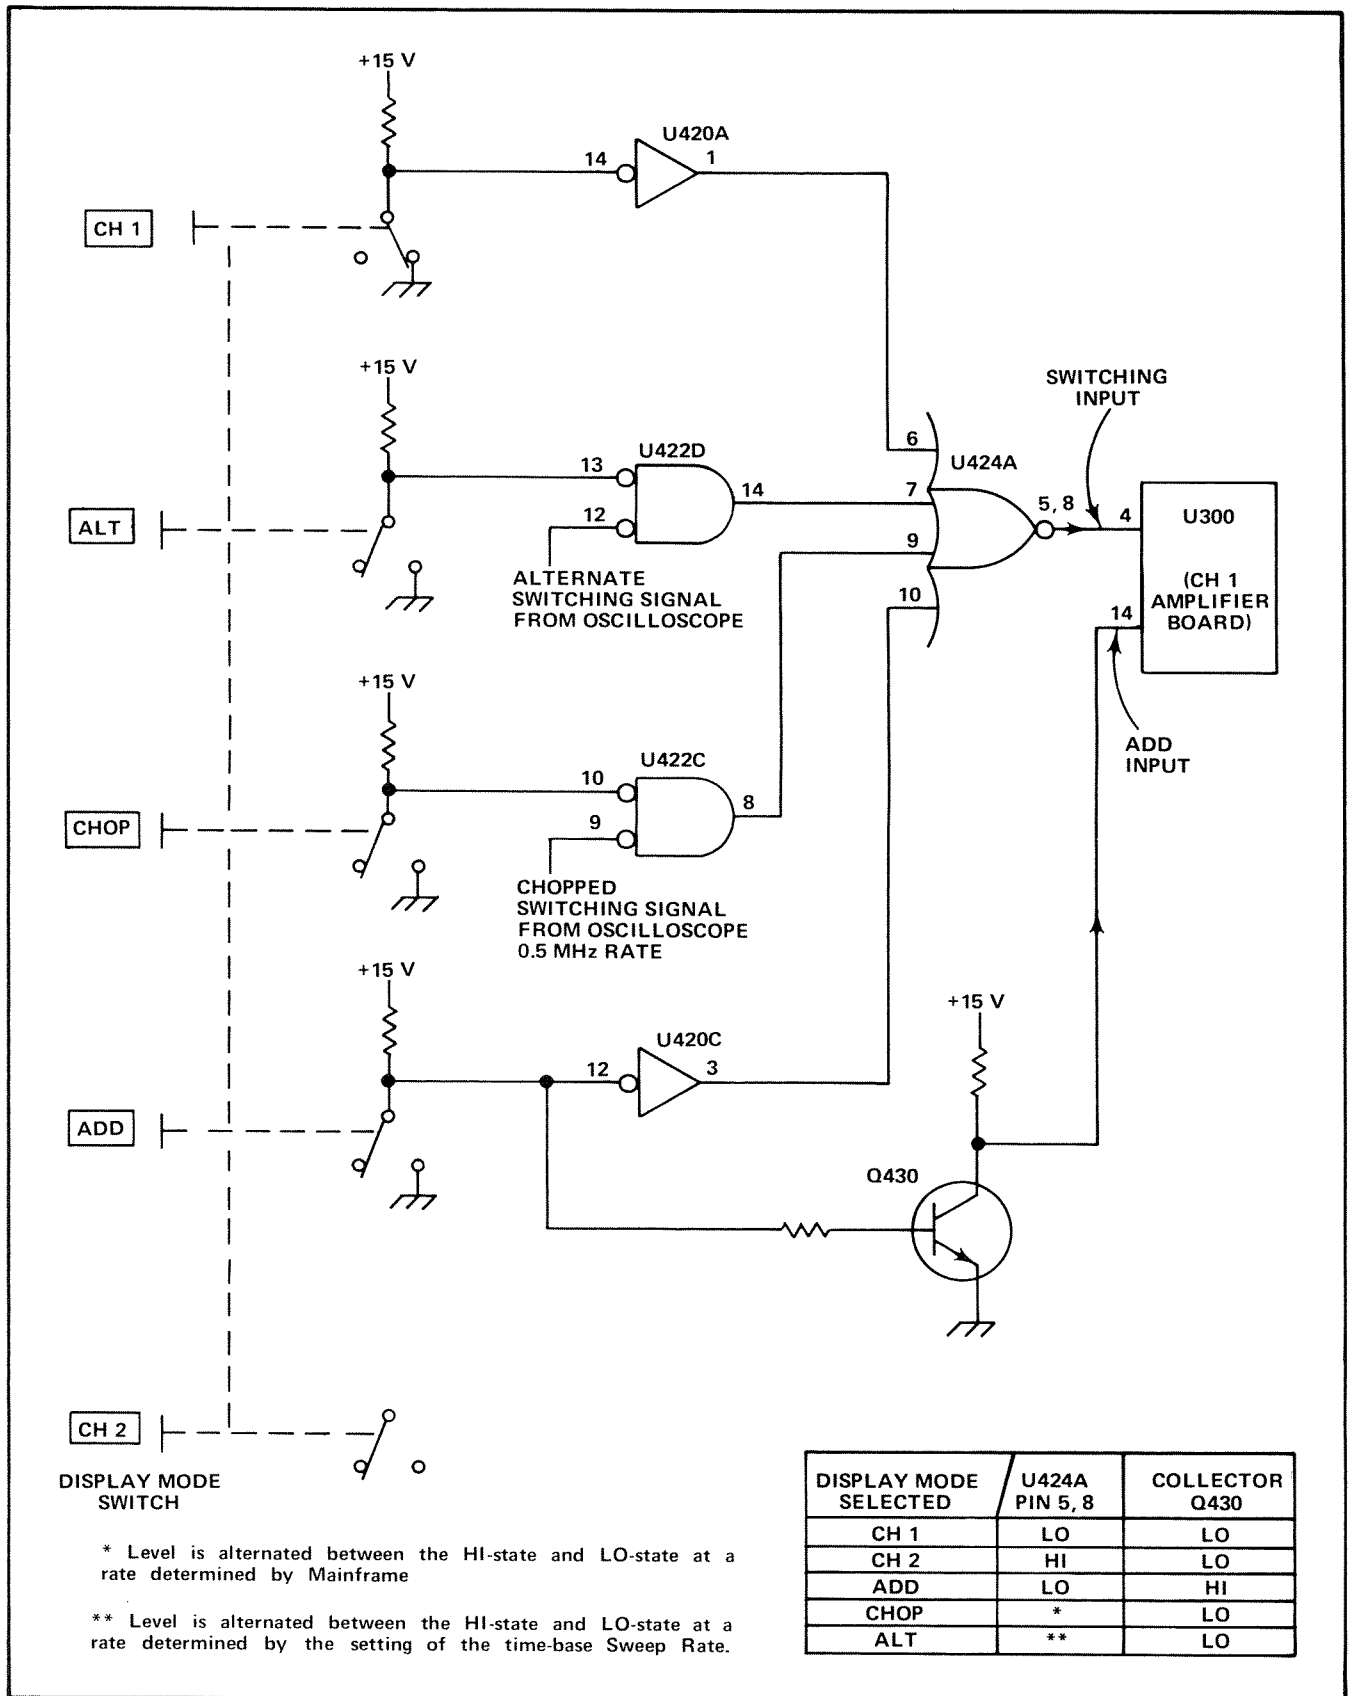 +15 V
U420A
14
1
CH 1
+15 V
SWITCHING
INPUT
U422D
13
14
12
ALT
ALTERNATE
SWITCHING SIGNAL
FROM OSCILLOSCOPE
6
U424A
7
5, 8
9
10
4
U300
(CH 1
AMPLIFIER
BOARD)
14
ADD
INPUT
+15 V
U422C
10
8
9
CHOP
CHOPPED
SWITCHING SIGNAL
FROM OSCILLOSCOPE
0.5 MHz RATE
+15 V
+15 V
U420C
12
3
ADD
Q430
CH 2
DISPLAY MODE
SWITCH
* Level is alternated between the HI-state and LO-state at a
rate determined by Mainframe
** Level is alternated between the HI-state and LO-state at a
rate determined by the setting of the time-base Sweep Rate.
DISPLAY MODE SELECTED U424A PIN 5, 8 COLLECTOR Q430
CH 1 LO LO
CH 2 HI LO
ADD LO HI
CHOP * LO
ALT ** LO